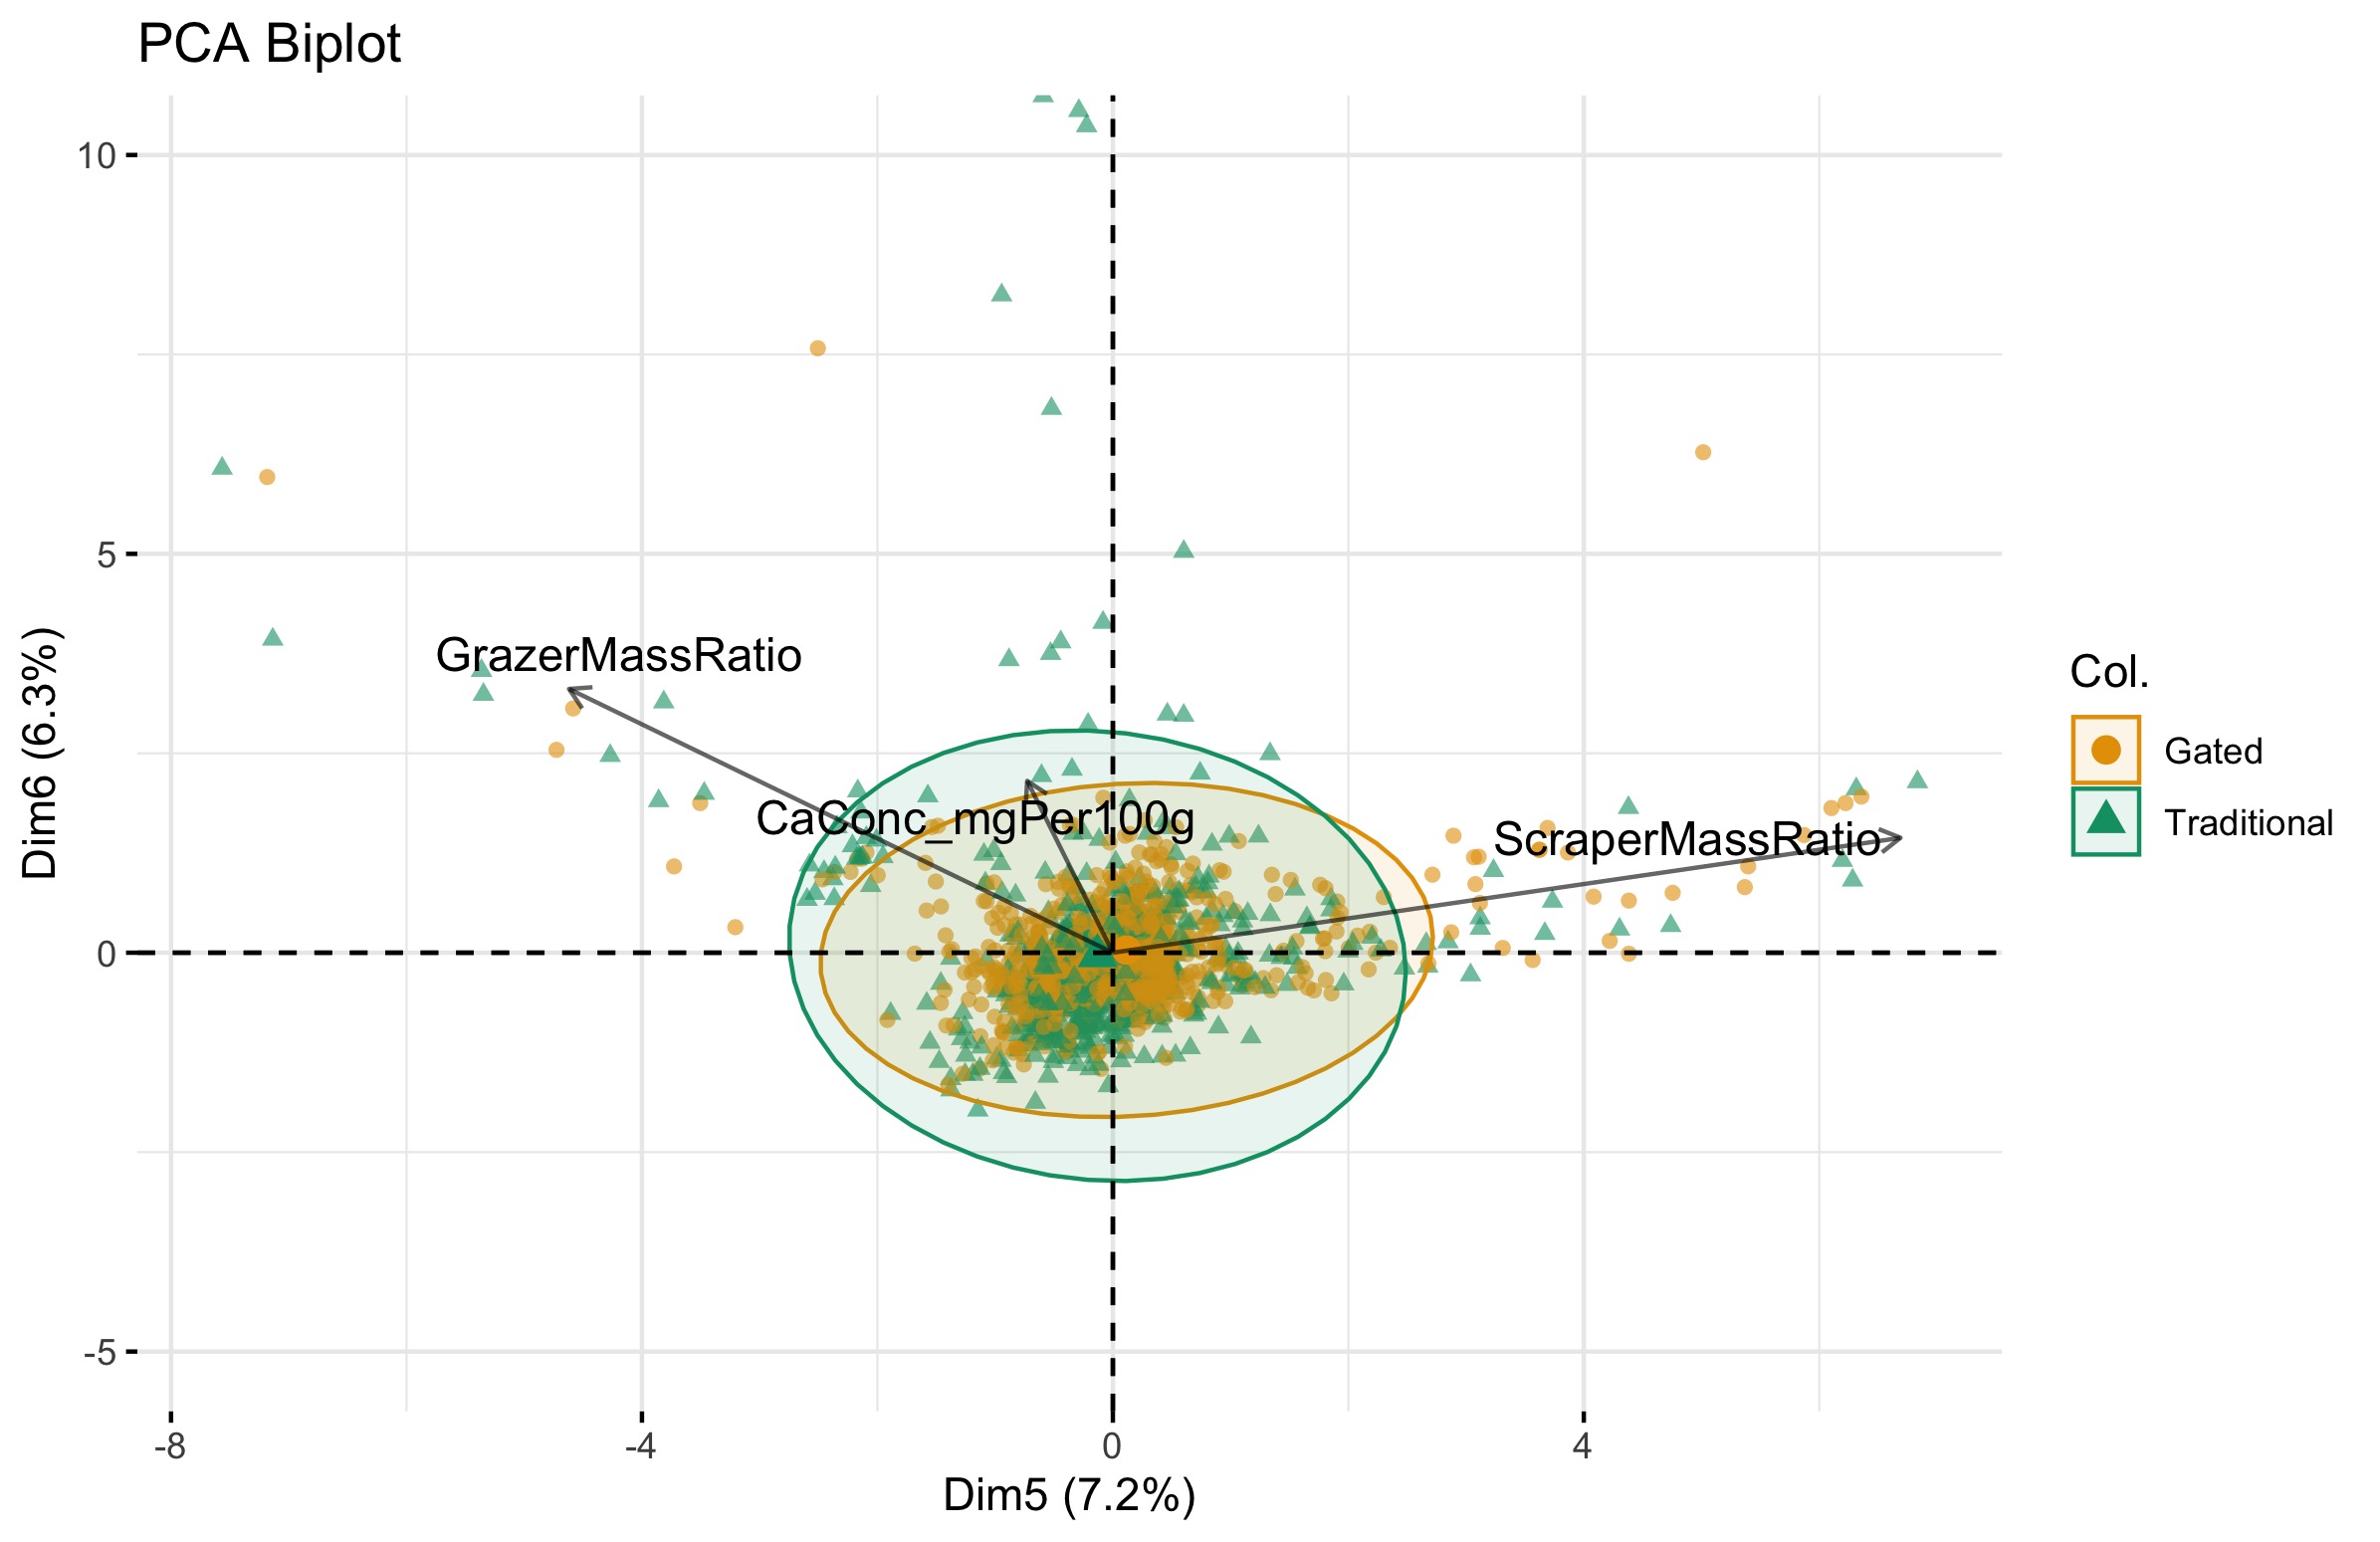 PCA Biplot
10
5
0
-5
Dim6 (6.3%)
GrazerMassRatio
CaConc_mgPer100g
ScraperMassRatio
-8
-4
0
4
Dim5 (7.2%)
Col.
Gated
Traditional